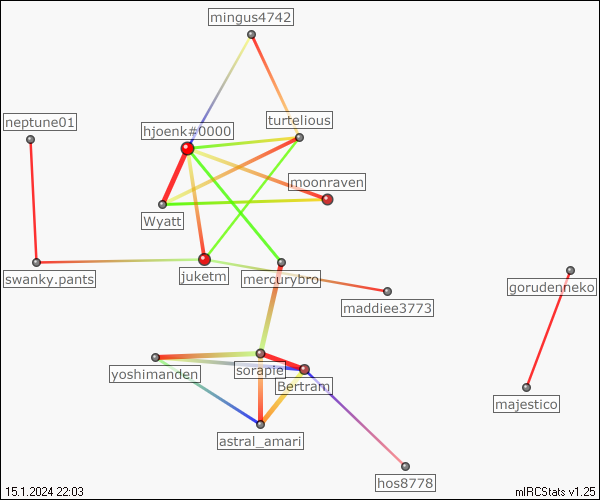 mingus4742
neptune01
turtelious
hjoenk#0000
moonraven
Wyatt
swanky.pants
juketm
mercurybro
gorudenneko
maddiee3773
yoshimanden
sorapie
Bertram
majestico
astral_amari
hos8778
15.1.2024 22:03
mIRCStats v1.25